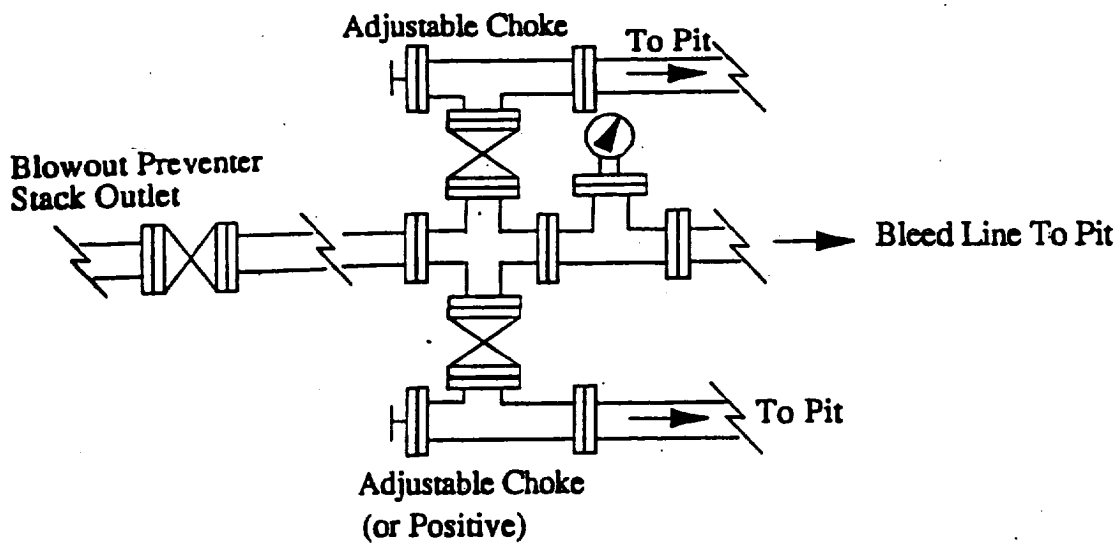 Adjustable Choke
To Pit
Blowout Preventer
Stack Outlet
Bleed Line To Pit
To Pit
Adjustable Choke
(or Positive)